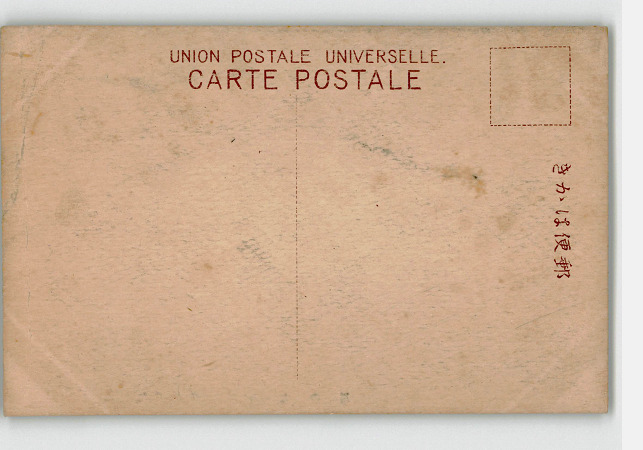 UNION POSTALE UNIVERSELLE.
CARTE POSTALE
きかは便郵